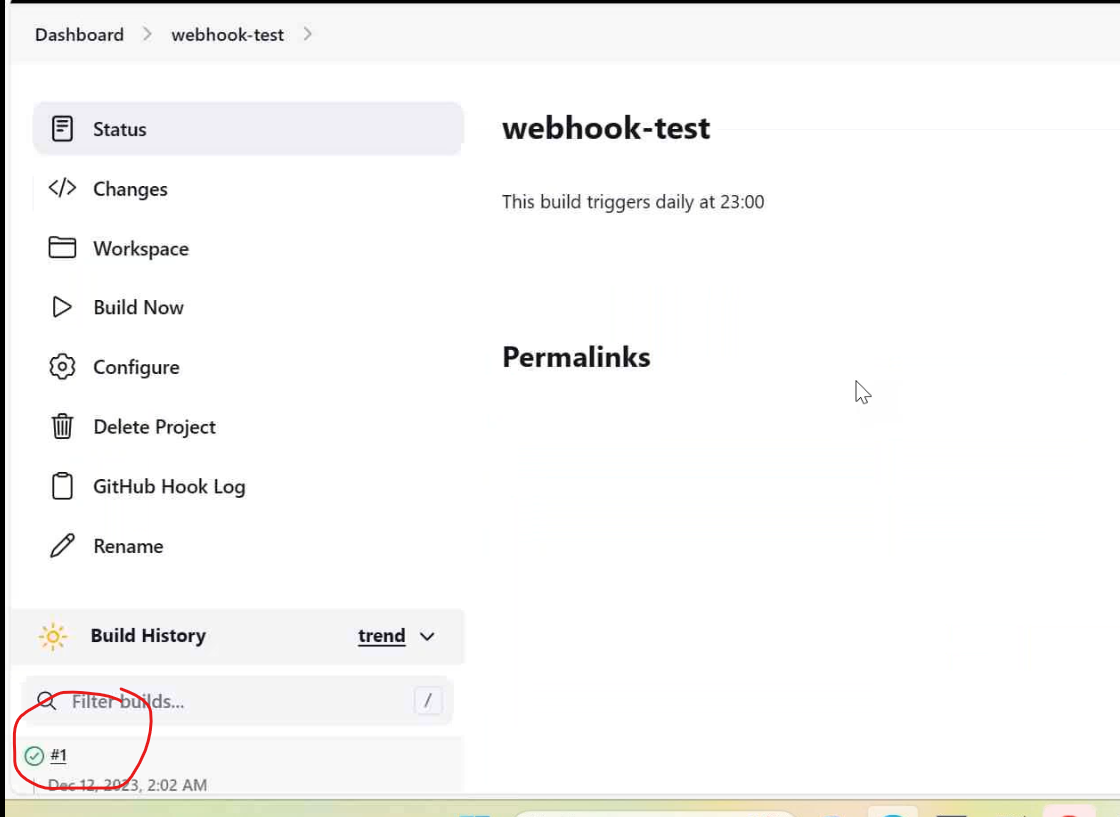 Dashboard > webhook-test >
Status
Changes
Workspace
Build Now
Configure
Delete Project
GitHub Hook Log
Rename
Build History trend
Filter builds... /
#1
Dec 12, 2023, 2:02 AM
webhook-test
This build triggers daily at 23:00
Permalinks